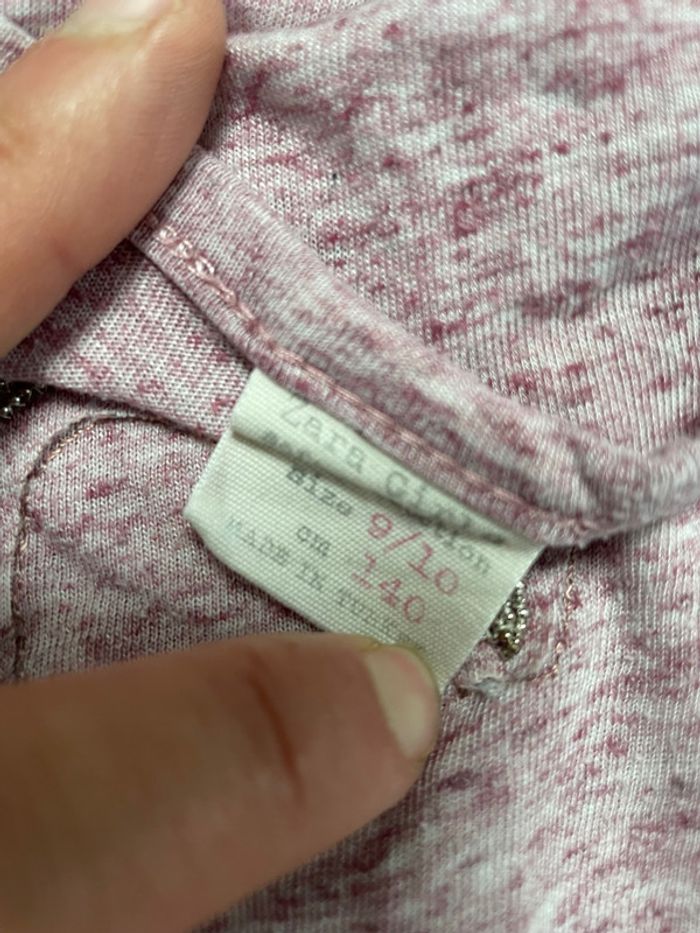 Zara Girls
Size 9/10
cm 140
MADE IN